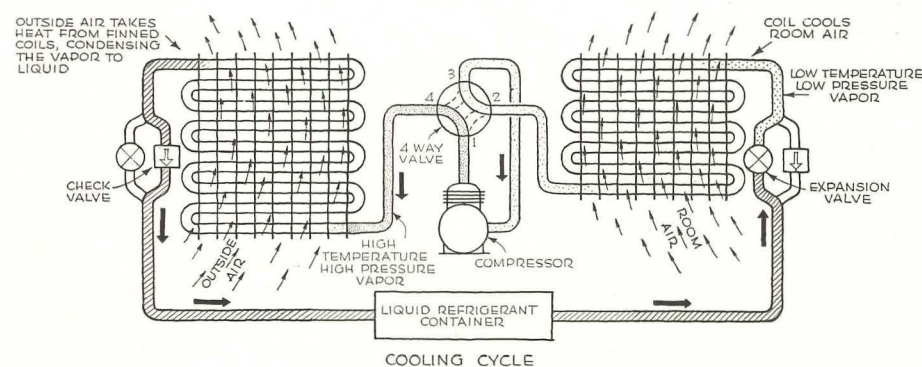 OUTSIDE AIR TAKES
HEAT FROM FINNED
COILS, CONDENSING
THE VAPOR TO
LIQUID
COIL COOLS
ROOM AIR
LOW TEMPERATURE
LOW PRESSURE
VAPOR
3
4
2
1
4 WAY
VALVE
CHECK
VALVE
EXPANSION
VALVE
OUTSIDE
AIR
HIGH
TEMPERATURE
HIGH PRESSURE
VAPOR
COMPRESSOR
ROOM
AIR
LIQUID REFRIGERANT
CONTAINER
COOLING CYCLE